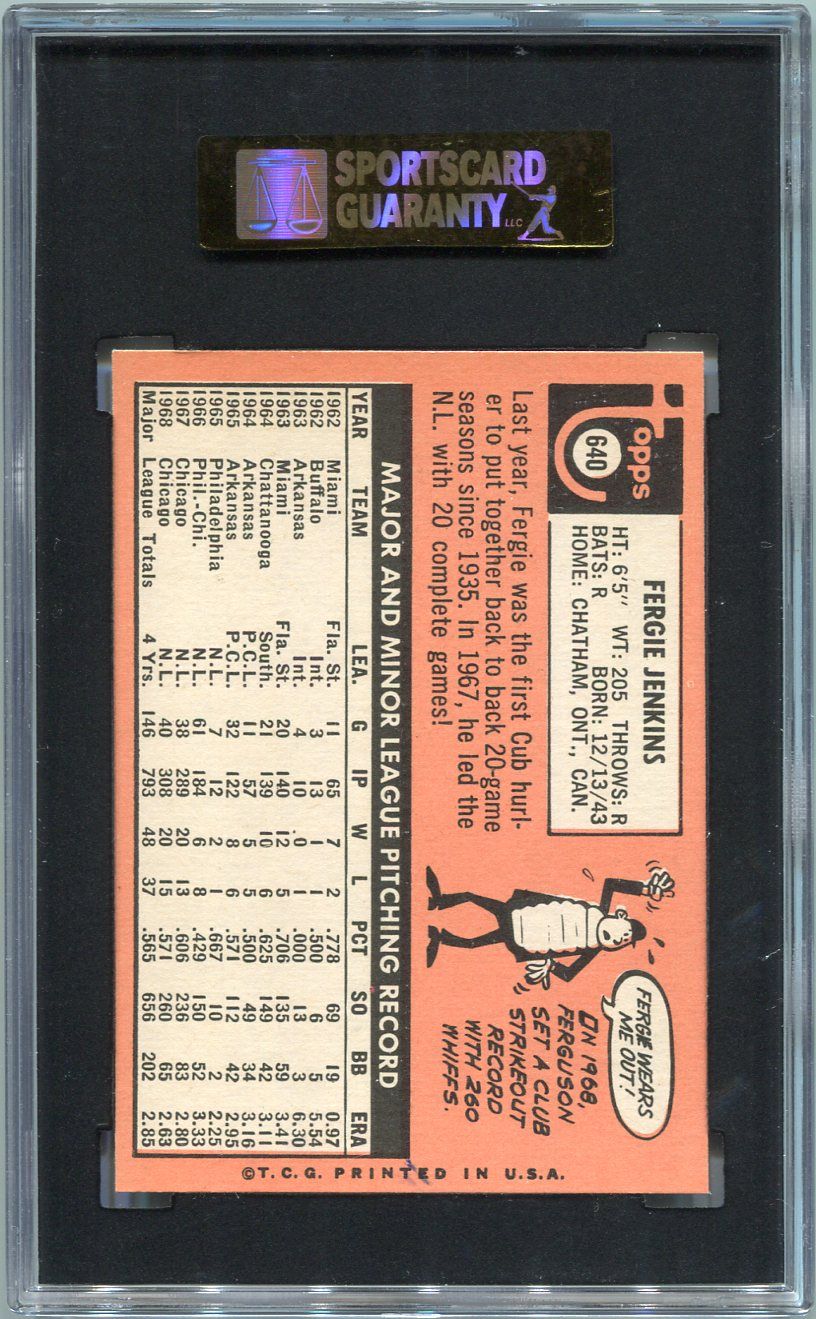 SPORTSCARD
GUARANTY LLC
Topps
640
FERGIE JENKINS
HT: 6'5" WT: 205 THROWS: R
BATS: R BORN: 12/13/43
HOME: CHATHAM, ONT., CAN.
Last year, Fergie was the first Cub hurl-
er to put together back to back 20-game
seasons since 1935. In 1967, he led the
N.L. with 20 complete games!
FERGIE WEARS
ME OUT!
IN 1968,
FERGUSON
SET A CLUB
STRIKEOUT
RECORD
WITH 260
WHIFFS.
MAJOR AND MINOR LEAGUE PITCHING RECORD
YEAR TEAM LEA. G IP W L PCT SO BB ERA
1962 Miami Fla. St. 11 65 7 2 .778 69 19 0.97
1962 Buffalo Int. 3 13 1 1 .500 6 5 5.54
1963 Arkansas Int. 4 10 0 1 .000 13 3 6.30
1963 Miami Fla. St. 20 140 12 5 .706 135 59 3.41
1964 Chattanooga South. 21 139 10 6 .625 149 42 3.11
1964 Arkansas P.C.L. 11 57 5 5 .500 49 34 3.16
1965 Arkansas P.C.L. 32 122 8 6 .571 112 42 2.95
1965 Philadelphia N.L. 7 12 2 1 .667 10 2 2.25
1966 Phil.-Chi. N.L. 61 184 6 8 .429 150 52 3.33
1967 Chicago N.L. 38 289 20 13 .606 236 83 2.80
1968 Chicago N.L. 40 308 20 15 .571 260 65 2.63
Major League Totals 4 Yrs. 146 793 48 37 .565 656 202 2.85
©T.C.G. PRINTED IN U.S.A.